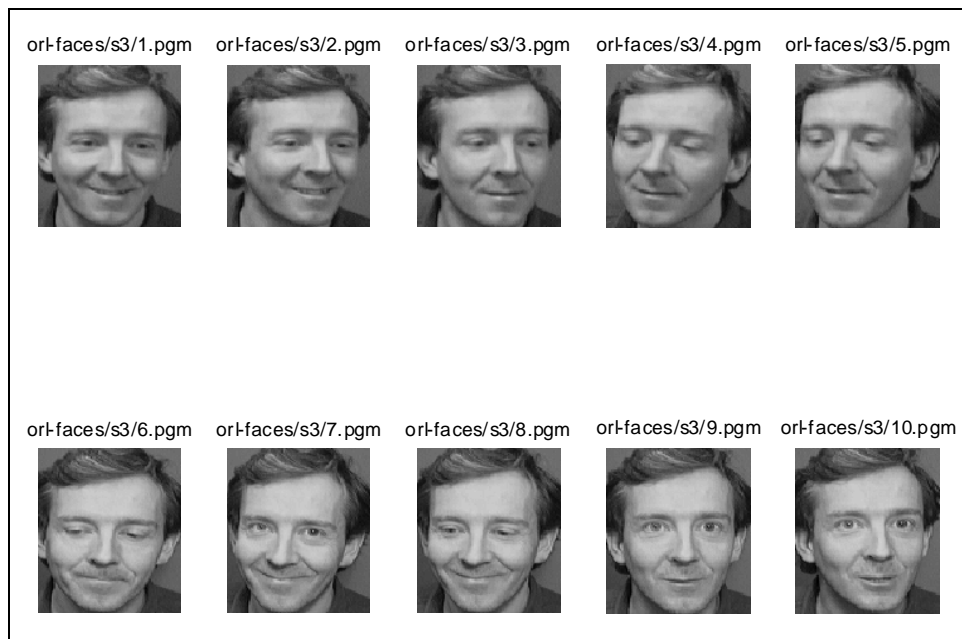 orl-faces/s3/1.pgm orl-faces/s3/2.pgm orl-faces/s3/3.pgm orl-faces/s3/4.pgm orl-faces/s3/5.pgm
orl-faces/s3/6.pgm orl-faces/s3/7.pgm orl-faces/s3/8.pgm orl-faces/s3/9.pgm orl-faces/s3/10.pgm